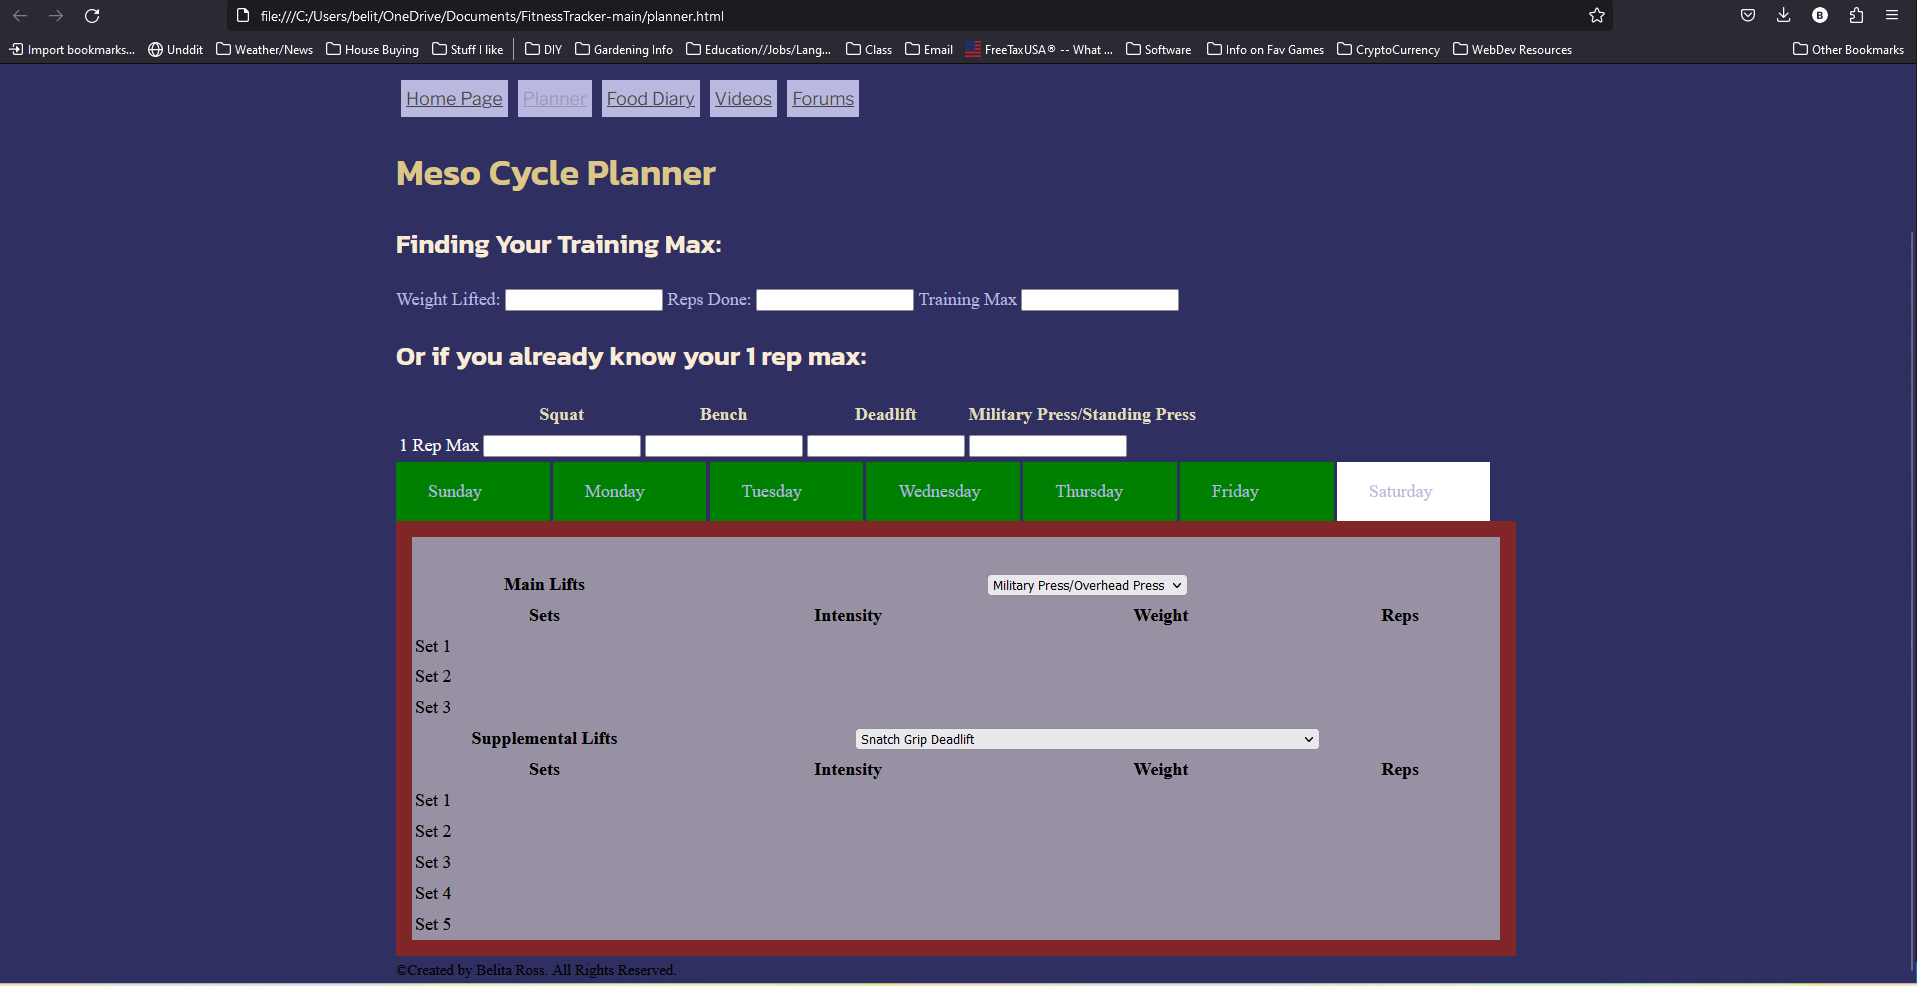 file:///C:/Users/belit/OneDrive/Documents/FitnessTracker-main/planner.html
B
Import bookmarks... Unddit Weather/News House Buying Stuff I like DIY Gardening Info Education//Jobs/Lang... Class Email FreeTaxUSA® -- What ... Software Info on Fav Games CryptoCurrency WebDev Resources Other Bookmarks
Home Page Planner Food Diary Videos Forums
Meso Cycle Planner
Finding Your Training Max:
Weight Lifted: Reps Done: Training Max
Or if you already know your 1 rep max:
Squat Bench Deadlift Military Press/Standing Press
1 Rep Max
Sunday Monday Tuesday Wednesday Thursday Friday Saturday
Main Lifts Military Press/Overhead Press
Sets Intensity Weight Reps
Set 1
Set 2
Set 3
Supplemental Lifts Snatch Grip Deadlift
Sets Intensity Weight Reps
Set 1
Set 2
Set 3
Set 4
Set 5
©Created by Belita Ross. All Rights Reserved.